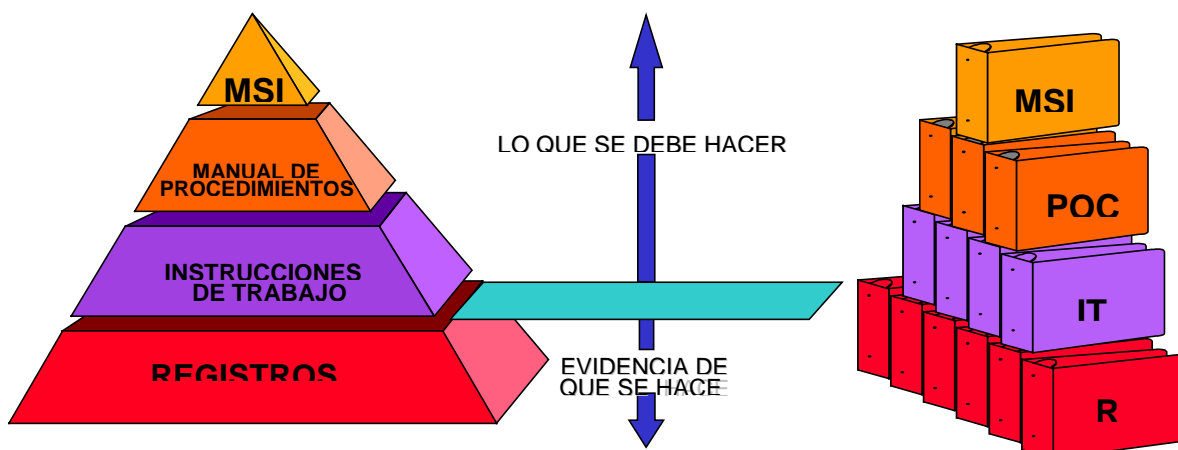 MSI
MANUAL DE
PROCEDIMIENTOS
INSTRUCCIONES
DE TRABAJO
REGISTROS
LO QUE SE DEBE HACER
EVIDENCIA DE
QUE SE HACE
MSI
POC
IT
R